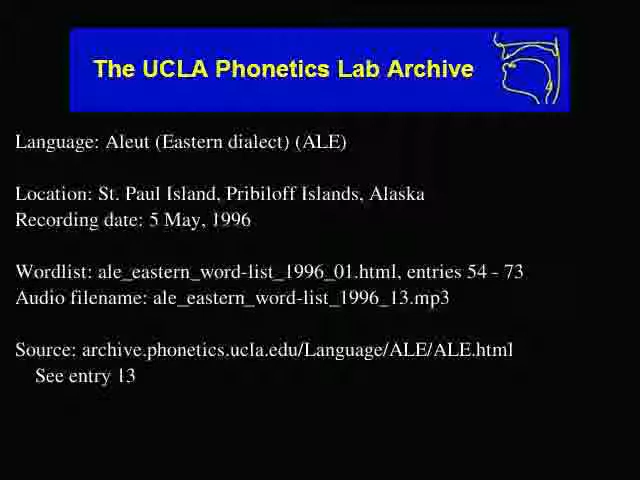 The UCLA Phonetics Lab Archive
Language: Aleut (Eastern dialect) (ALE)
Location: St. Paul Island, Pribiloff Islands, Alaska
Recording date: 5 May, 1996
Wordlist: ale_eastern_word-list_1996_01.html, entries 54 - 73
Audio filename: ale_eastern_word-list_1996_13.mp3
Source: archive.phonetics.ucla.edu/Language/ALE/ALE.html
See entry 13